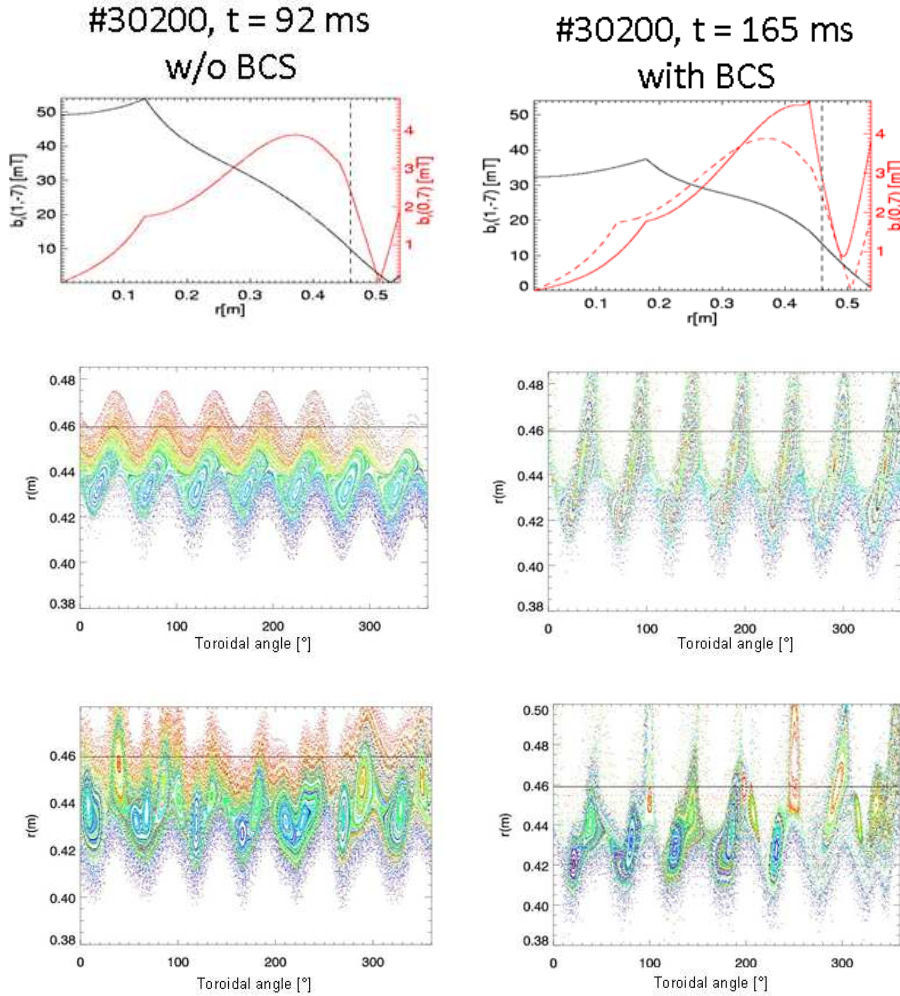 #30200, t = 92 ms
w/o BCS
#30200, t = 165 ms
with BCS
50
40
30
20
10
b_r(1,-7) [mT]
4
3
2
1
b_r(0,7) [mT]
0.1 0.2 0.3 0.4 0.5
r[m]
50
40
30
20
10
0
b_r(1,-7) [mT]
4
3
2
1
b_r(0,7) [mT]
0.1 0.2 0.3 0.4 0.5
r[m]
0.48
0.46
0.44
0.42
0.40
0.38
r(m)
0 100 200 300
Toroidal angle [°]
0.48
0.46
0.44
0.42
0.40
0.38
r(m)
0 100 200 300
Toroidal angle [°]
0.46
0.44
0.42
0.40
0.38
r(m)
0 100 200 300
Toroidal angle [°]
0.50
0.48
0.46
0.44
0.42
0.40
0.38
r(m)
0 100 200 300
Toroidal angle [°]